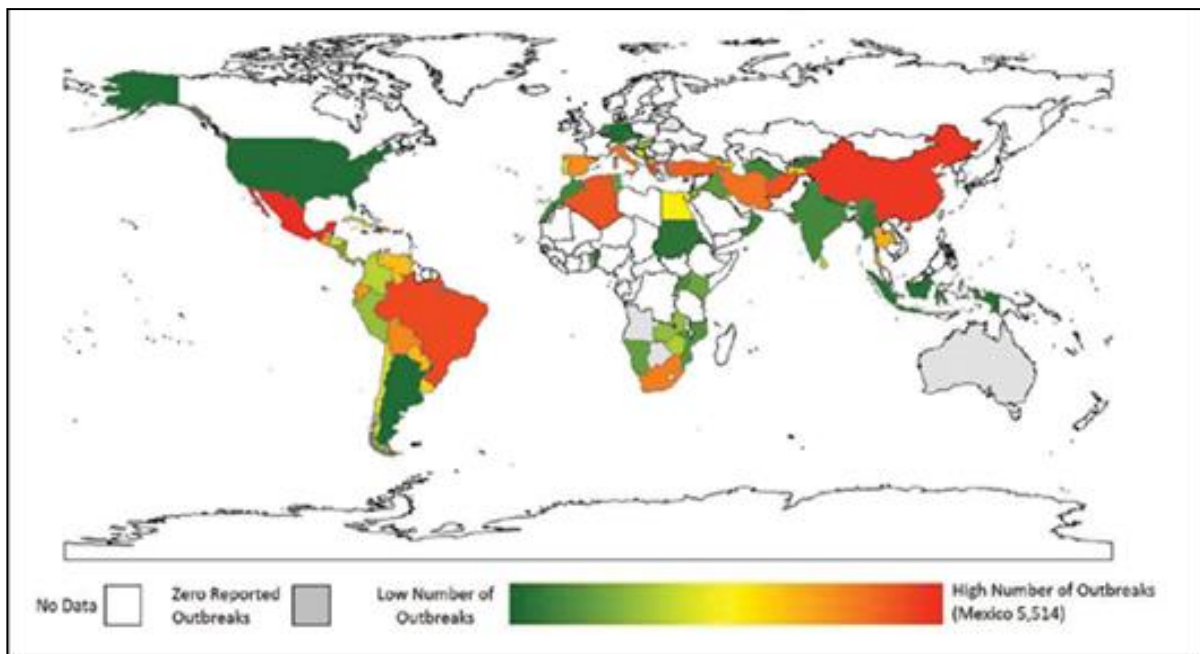 No Data
Zero Reported
Outbreaks
Low Number of
Outbreaks
High Number of Outbreaks
(Mexico 5,514)